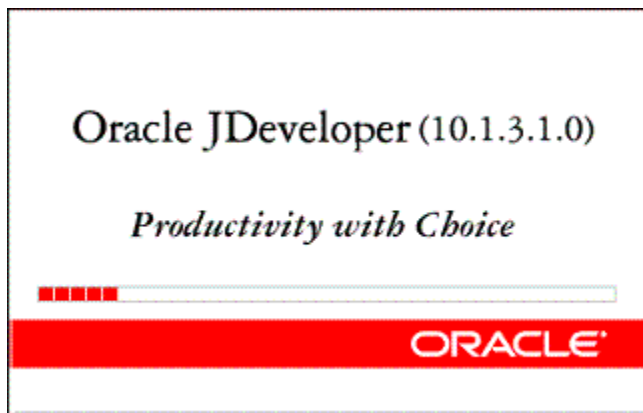 Oracle JDeveloper (10.1.3.1.0)
Productivity with Choice
ORACLE